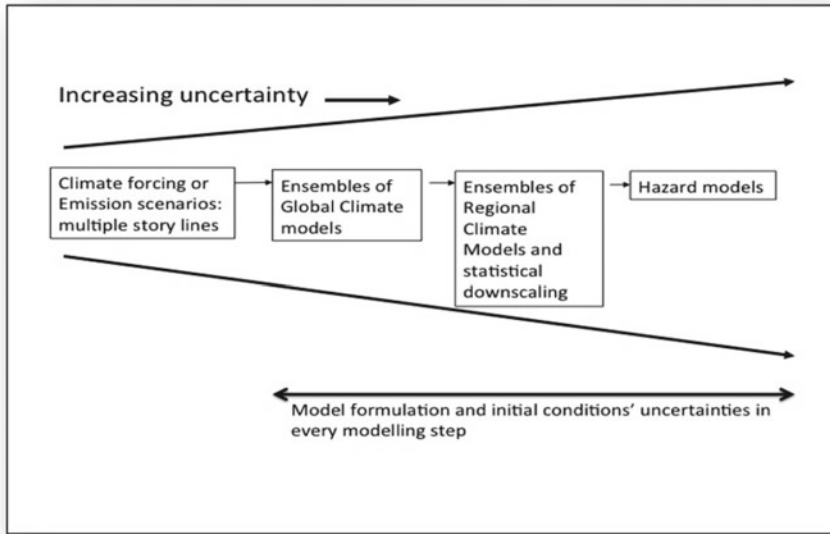 Increasing uncertainty
Climate forcing or
Emission scenarios:
multiple story lines
Ensembles of
Global Climate
models
Ensembles of
Regional
Climate
Models and
statistical
downscaling
Hazard models
Model formulation and initial conditions’ uncertainties in
every modelling step